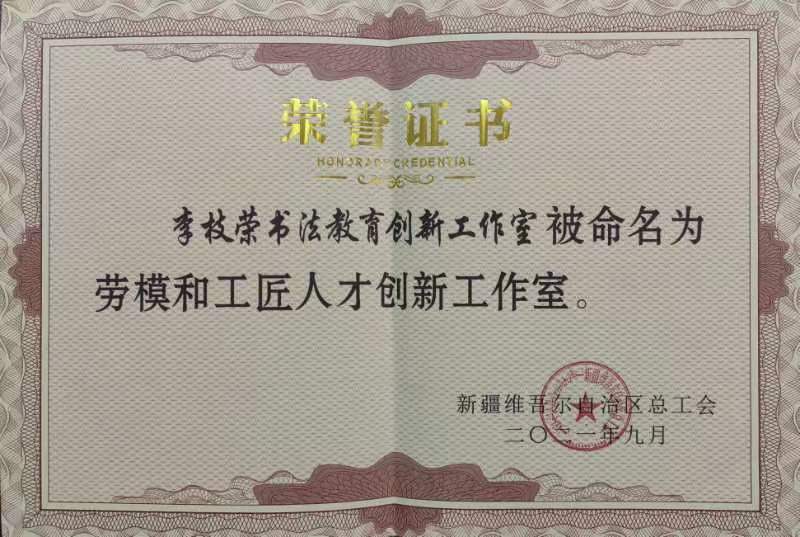 荣誉证书
HONORARY CREDENTIAL
李枝荣书法教育创新工作室被命名为
劳模和工匠人才创新工作室。
新疆维吾尔自治区总工会
二〇二一年九月